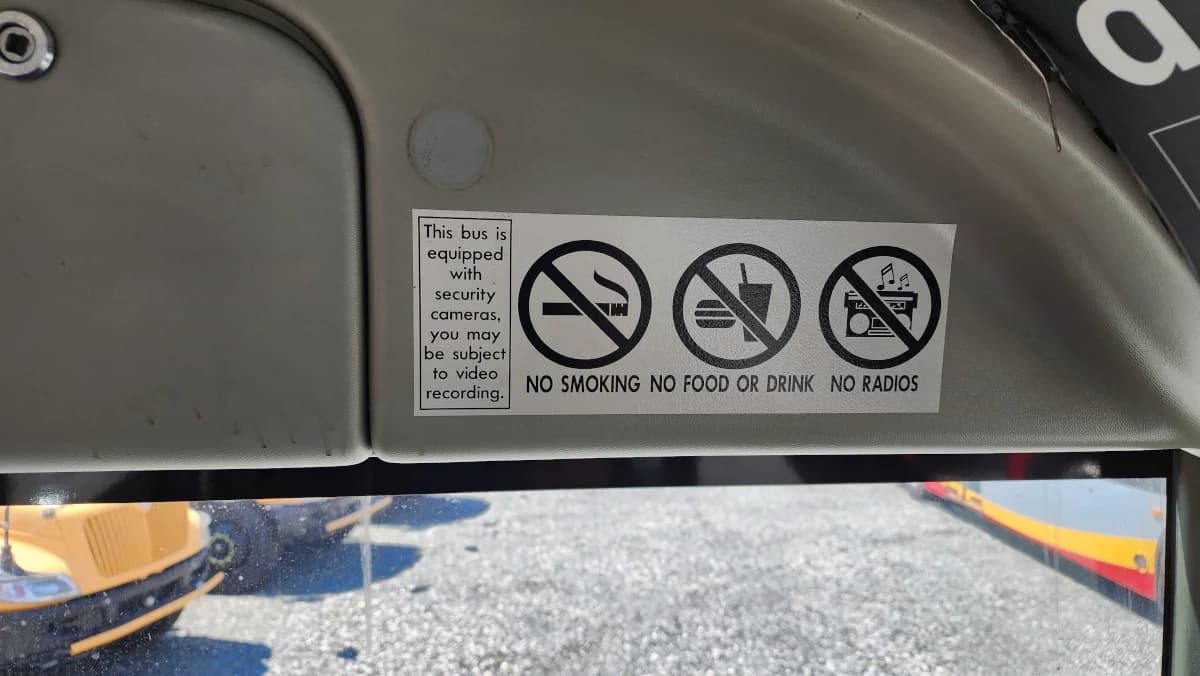 This bus is
equipped
with
security
cameras,
you may
be subject
to video
recording.
NO SMOKING NO FOOD OR DRINK NO RADIOS